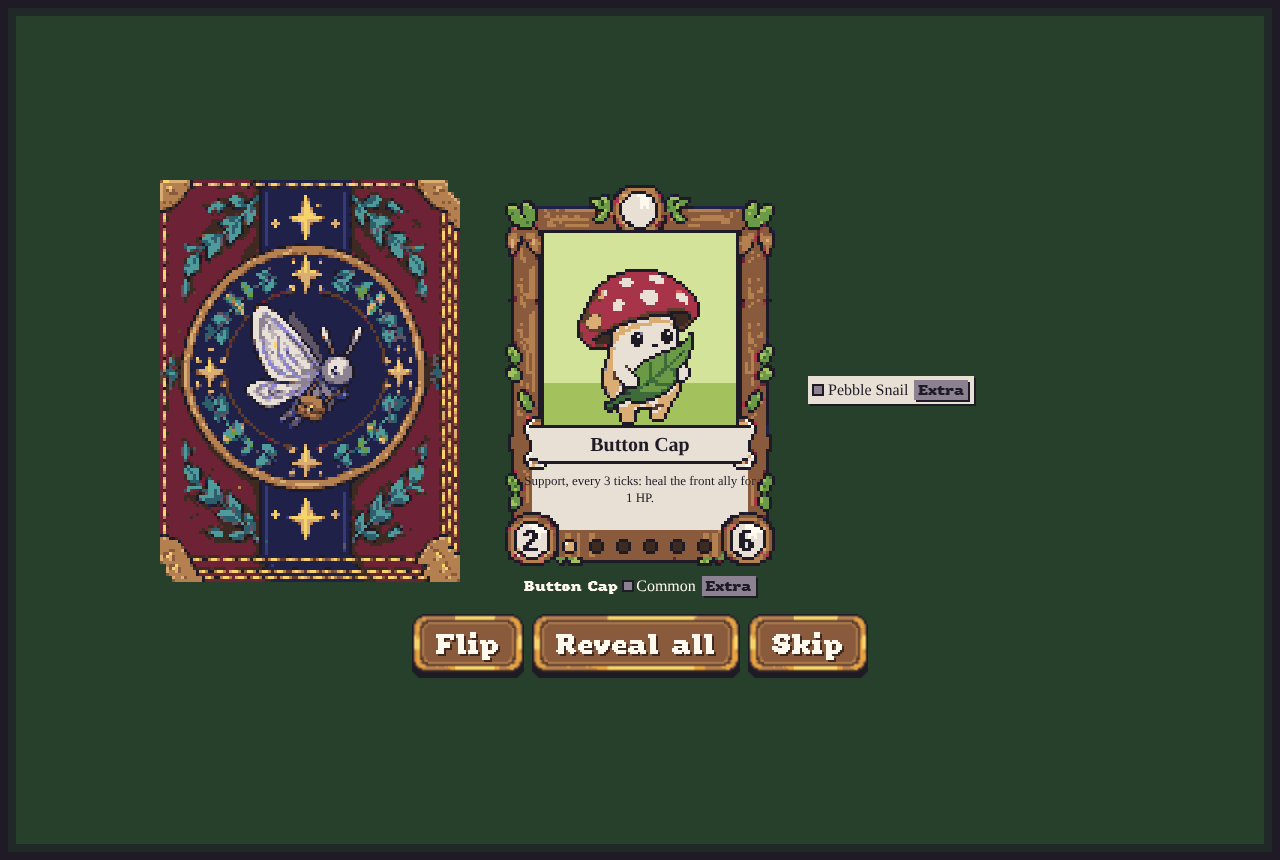 Button Cap
Support, every 3 ticks: heal the front ally for
1 HP.
2
6
Button Cap Common Extra
Pebble Snail Extra
Flip
Reveal all
Skip